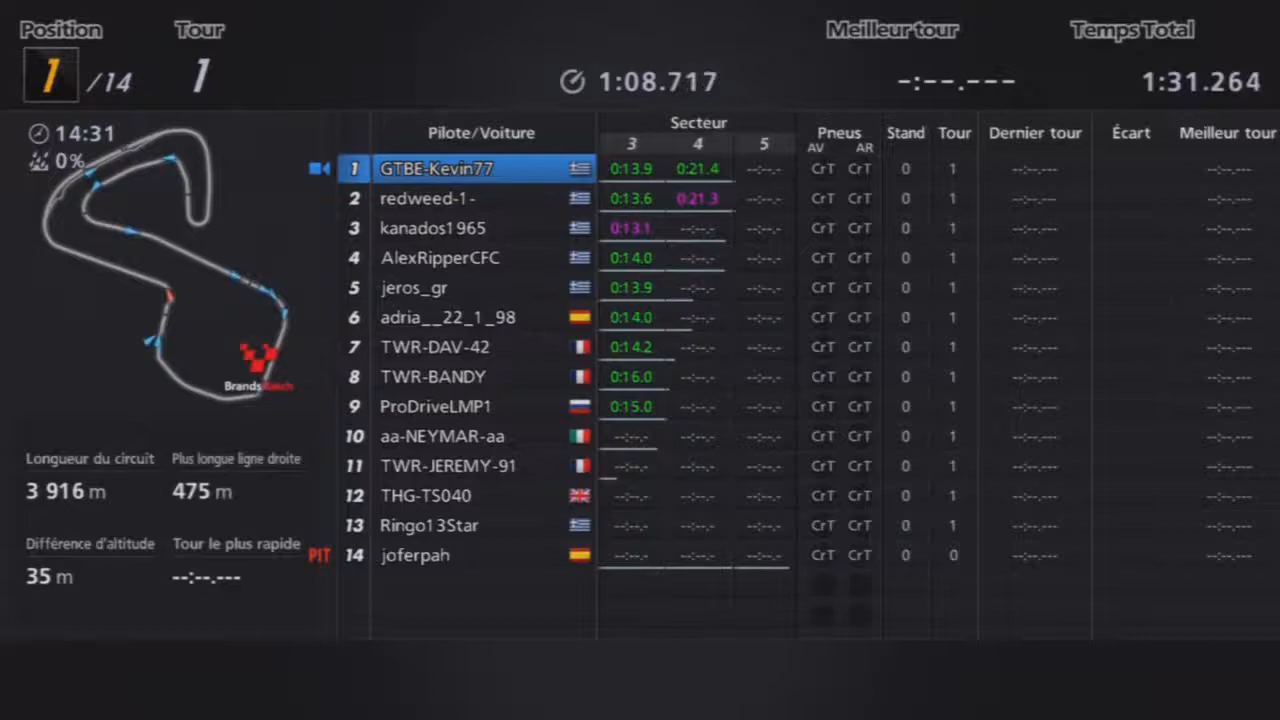 Position Tour Meilleur tour Temps Total
1 /14 1 1:08.717 -:--.--- 1:31.264
14:31
0%
Brands Hatch
Longueur du circuit Plus longue ligne droite
3 916 m 475 m
Différence d'altitude Tour le plus rapide
35 m --:--.---
Secteur
Pilote/Voiture 3 4 5 Pneus Stand Tour Dernier tour Écart Meilleur tour
AV AR
1 GTBE-Kevin77 0:13.9 0:21.4 --:--.- CrT CrT 0 1 --:--.--- --:--.---
2 redweed-1- 0:13.6 0:21.3 --:--.- CrT CrT 0 1 --:--.--- --:--.---
3 kanados1965 0:13.1 --:--.- --:--.- CrT CrT 0 1 --:--.--- --:--.---
4 AlexRipperCFC 0:14.0 --:--.- --:--.- CrT CrT 0 1 --:--.--- --:--.---
5 jeros_gr 0:13.9 --:--.- --:--.- CrT CrT 0 1 --:--.--- --:--.---
6 adria__22_1_98 0:14.0 --:--.- --:--.- CrT CrT 0 1 --:--.--- --:--.---
7 TWR-DAV-42 0:14.2 --:--.- --:--.- CrT CrT 0 1 --:--.--- --:--.---
8 TWR-BANDY 0:16.0 --:--.- --:--.- CrT CrT 0 1 --:--.--- --:--.---
9 ProDriveLMP1 0:15.0 --:--.- --:--.- CrT CrT 0 1 --:--.--- --:--.---
10 aa-NEYMAR-aa --:--.- --:--.- --:--.- CrT CrT 0 1 --:--.--- --:--.---
11 TWR-JEREMY-91 --:--.- --:--.- --:--.- CrT CrT 0 1 --:--.--- --:--.---
12 THG-TS040 --:--.- --:--.- --:--.- CrT CrT 0 1 --:--.--- --:--.---
13 Ringo13Star --:--.- --:--.- --:--.- CrT CrT 0 1 --:--.--- --:--.---
PIT 14 joferpah --:--.- --:--.- --:--.- CrT CrT 0 0 --:--.--- --:--.---